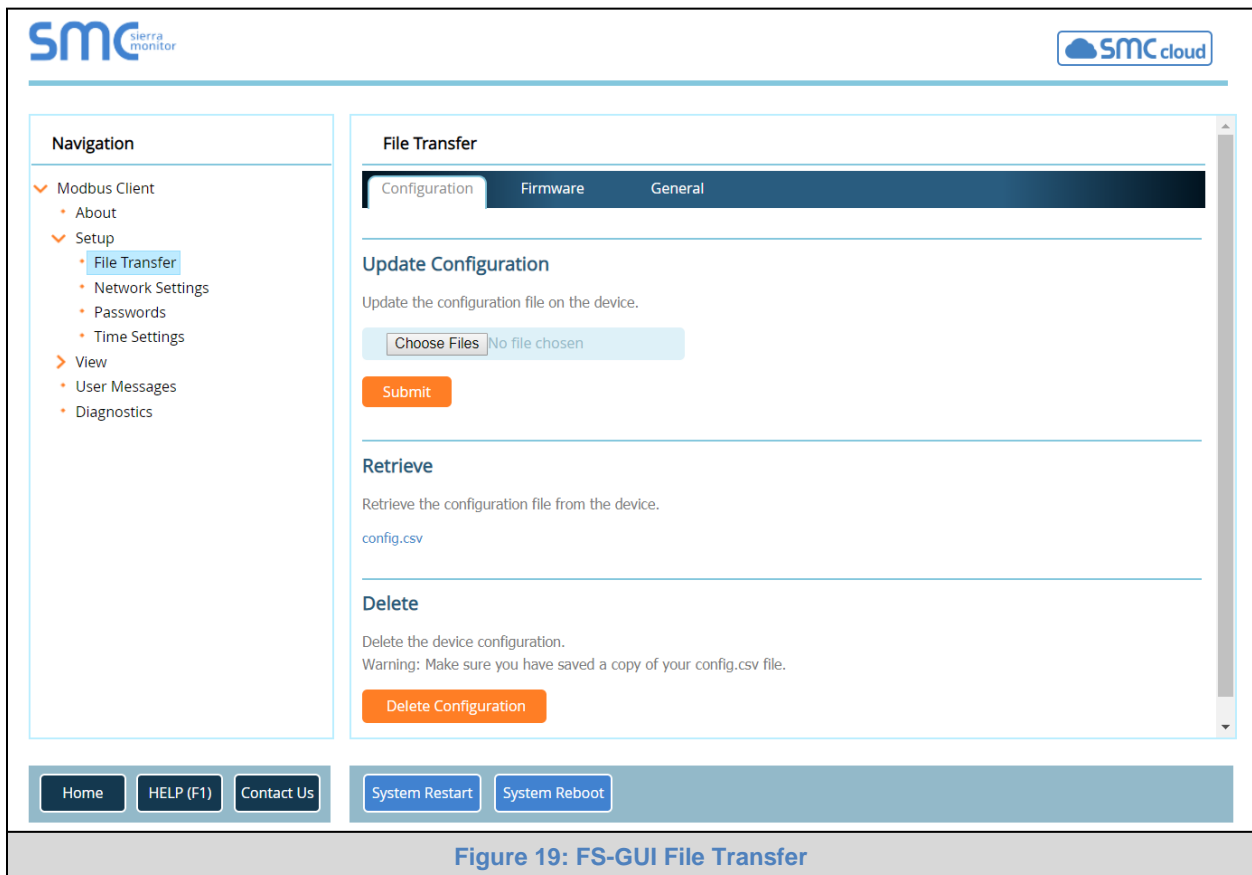 SMC sierra monitor
SMC cloud
Navigation
Modbus Client
About
Setup
File Transfer
Network Settings
Passwords
Time Settings
View
User Messages
Diagnostics
File Transfer
Configuration Firmware General
Update Configuration
Update the configuration file on the device.
Choose Files No file chosen
Submit
Retrieve
Retrieve the configuration file from the device.
config.csv
Delete
Delete the device configuration.
Warning: Make sure you have saved a copy of your config.csv file.
Delete Configuration
Home HELP (F1) Contact Us System Restart System Reboot
Figure 19: FS-GUI File Transfer